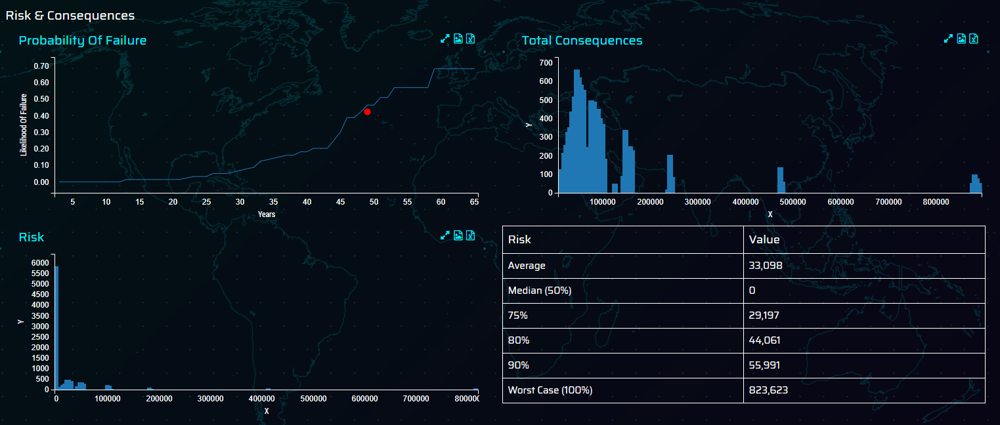 Risk & Consequences
Probability Of Failure
0.70
0.60
0.50
0.40
0.30
0.20
0.10
0.00
Likelihood Of Failure
5 10 15 20 25 30 35 40 45 50 55 60 65
Years
Total Consequences
700
600
500
400
300
200
100
0
Y
100000 200000 300000 400000 500000 600000 700000 800000
X
Risk
6000
5500
5000
4500
4000
3500
3000
2500
2000
1500
1000
500
0
Y
0 100000 200000 300000 400000 500000 600000 700000 80000
X
Risk Value
Average 33,098
Median (50%) 0
75% 29,197
80% 44,061
90% 55,991
Worst Case (100%) 823,623